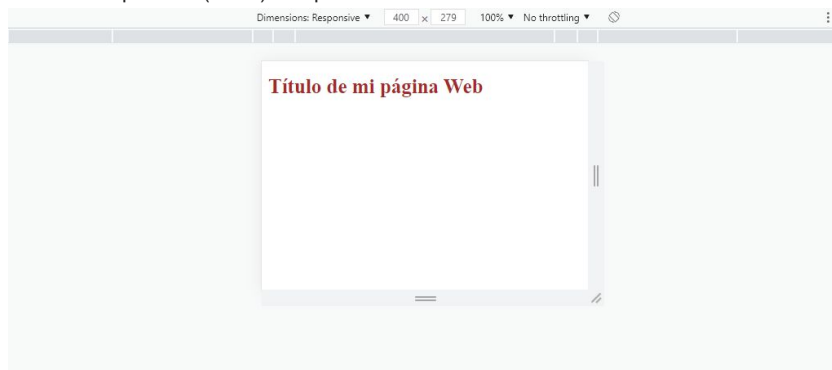 Dimensions: Responsive ▼ 400 x 279 100% ▼ No throttling ▼
Título de mi página Web